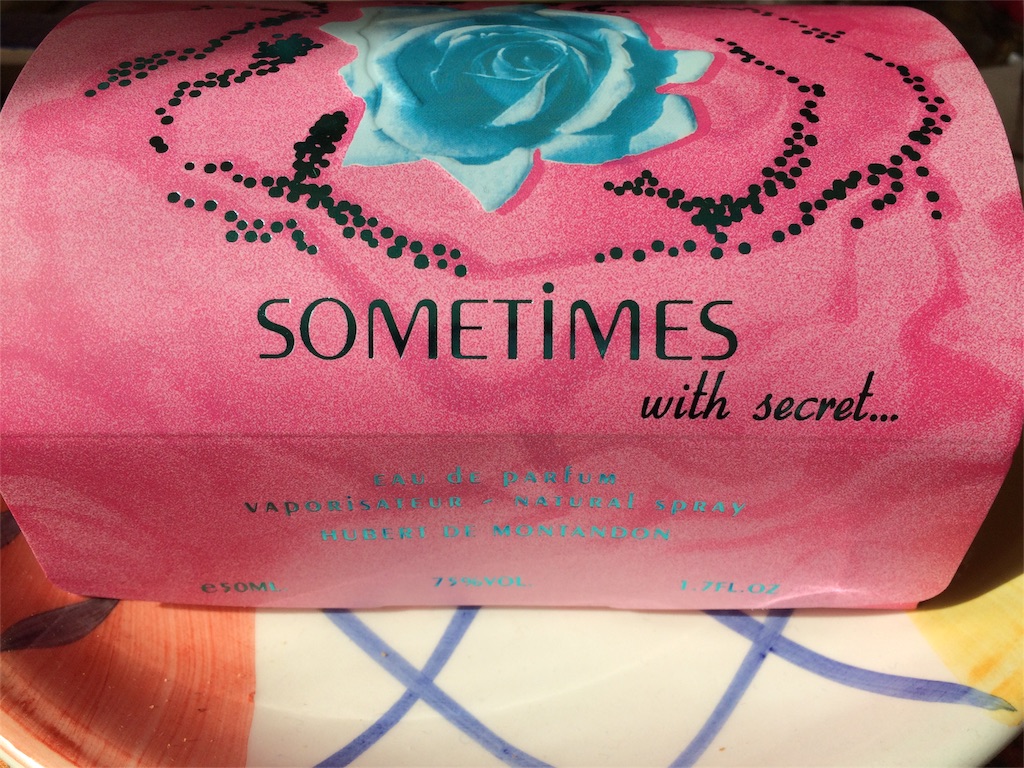 SOMETIMES
with secret...
EAU de parfum
VAPORISATEUR - NATURAL spray
HUBERT DE MONTANDON
e50ML 75%VOL. 1.7FL.OZ